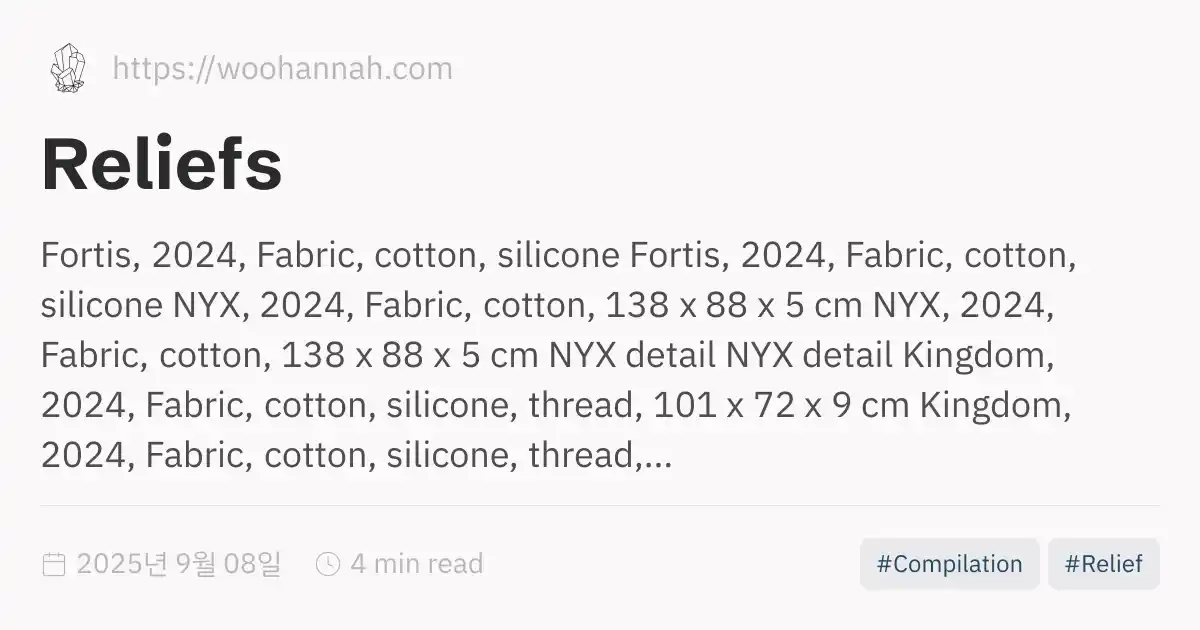 https://woohannah.com
Reliefs
Fortis, 2024, Fabric, cotton, silicone Fortis, 2024, Fabric, cotton,
silicone NYX, 2024, Fabric, cotton, 138 x 88 x 5 cm NYX, 2024,
Fabric, cotton, 138 x 88 x 5 cm NYX detail NYX detail Kingdom,
2024, Fabric, cotton, silicone, thread, 101 x 72 x 9 cm Kingdom,
2024, Fabric, cotton, silicone, thread,...
2025년 9월 08일 4 min read #Compilation #Relief